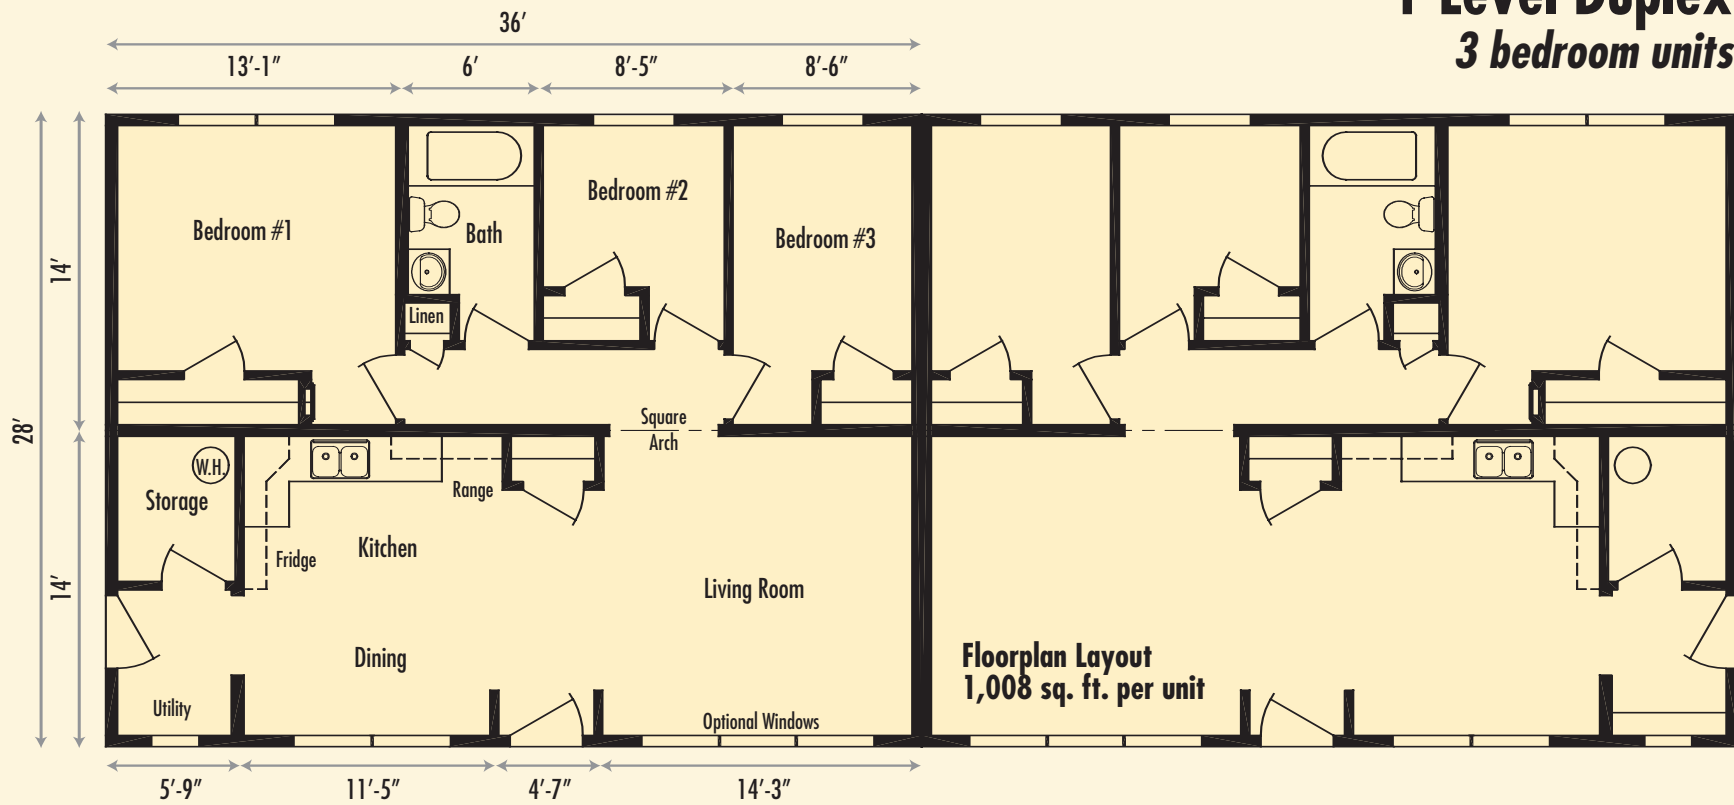 1 Level Duplex
3 bedroom units
36′
13′-1″ 6′ 8′-5″ 8′-6″
Bedroom #1
Bath
Bedroom #2
Bedroom #3
Linen
14′
28′
14′
Square
Arch
W.H.
Storage
Range
Fridge
Kitchen
Living Room
Dining
Utility
Optional Windows
Floorplan Layout
1,008 sq. ft. per unit
5′-9″ 11′-5″ 4′-7″ 14′-3″